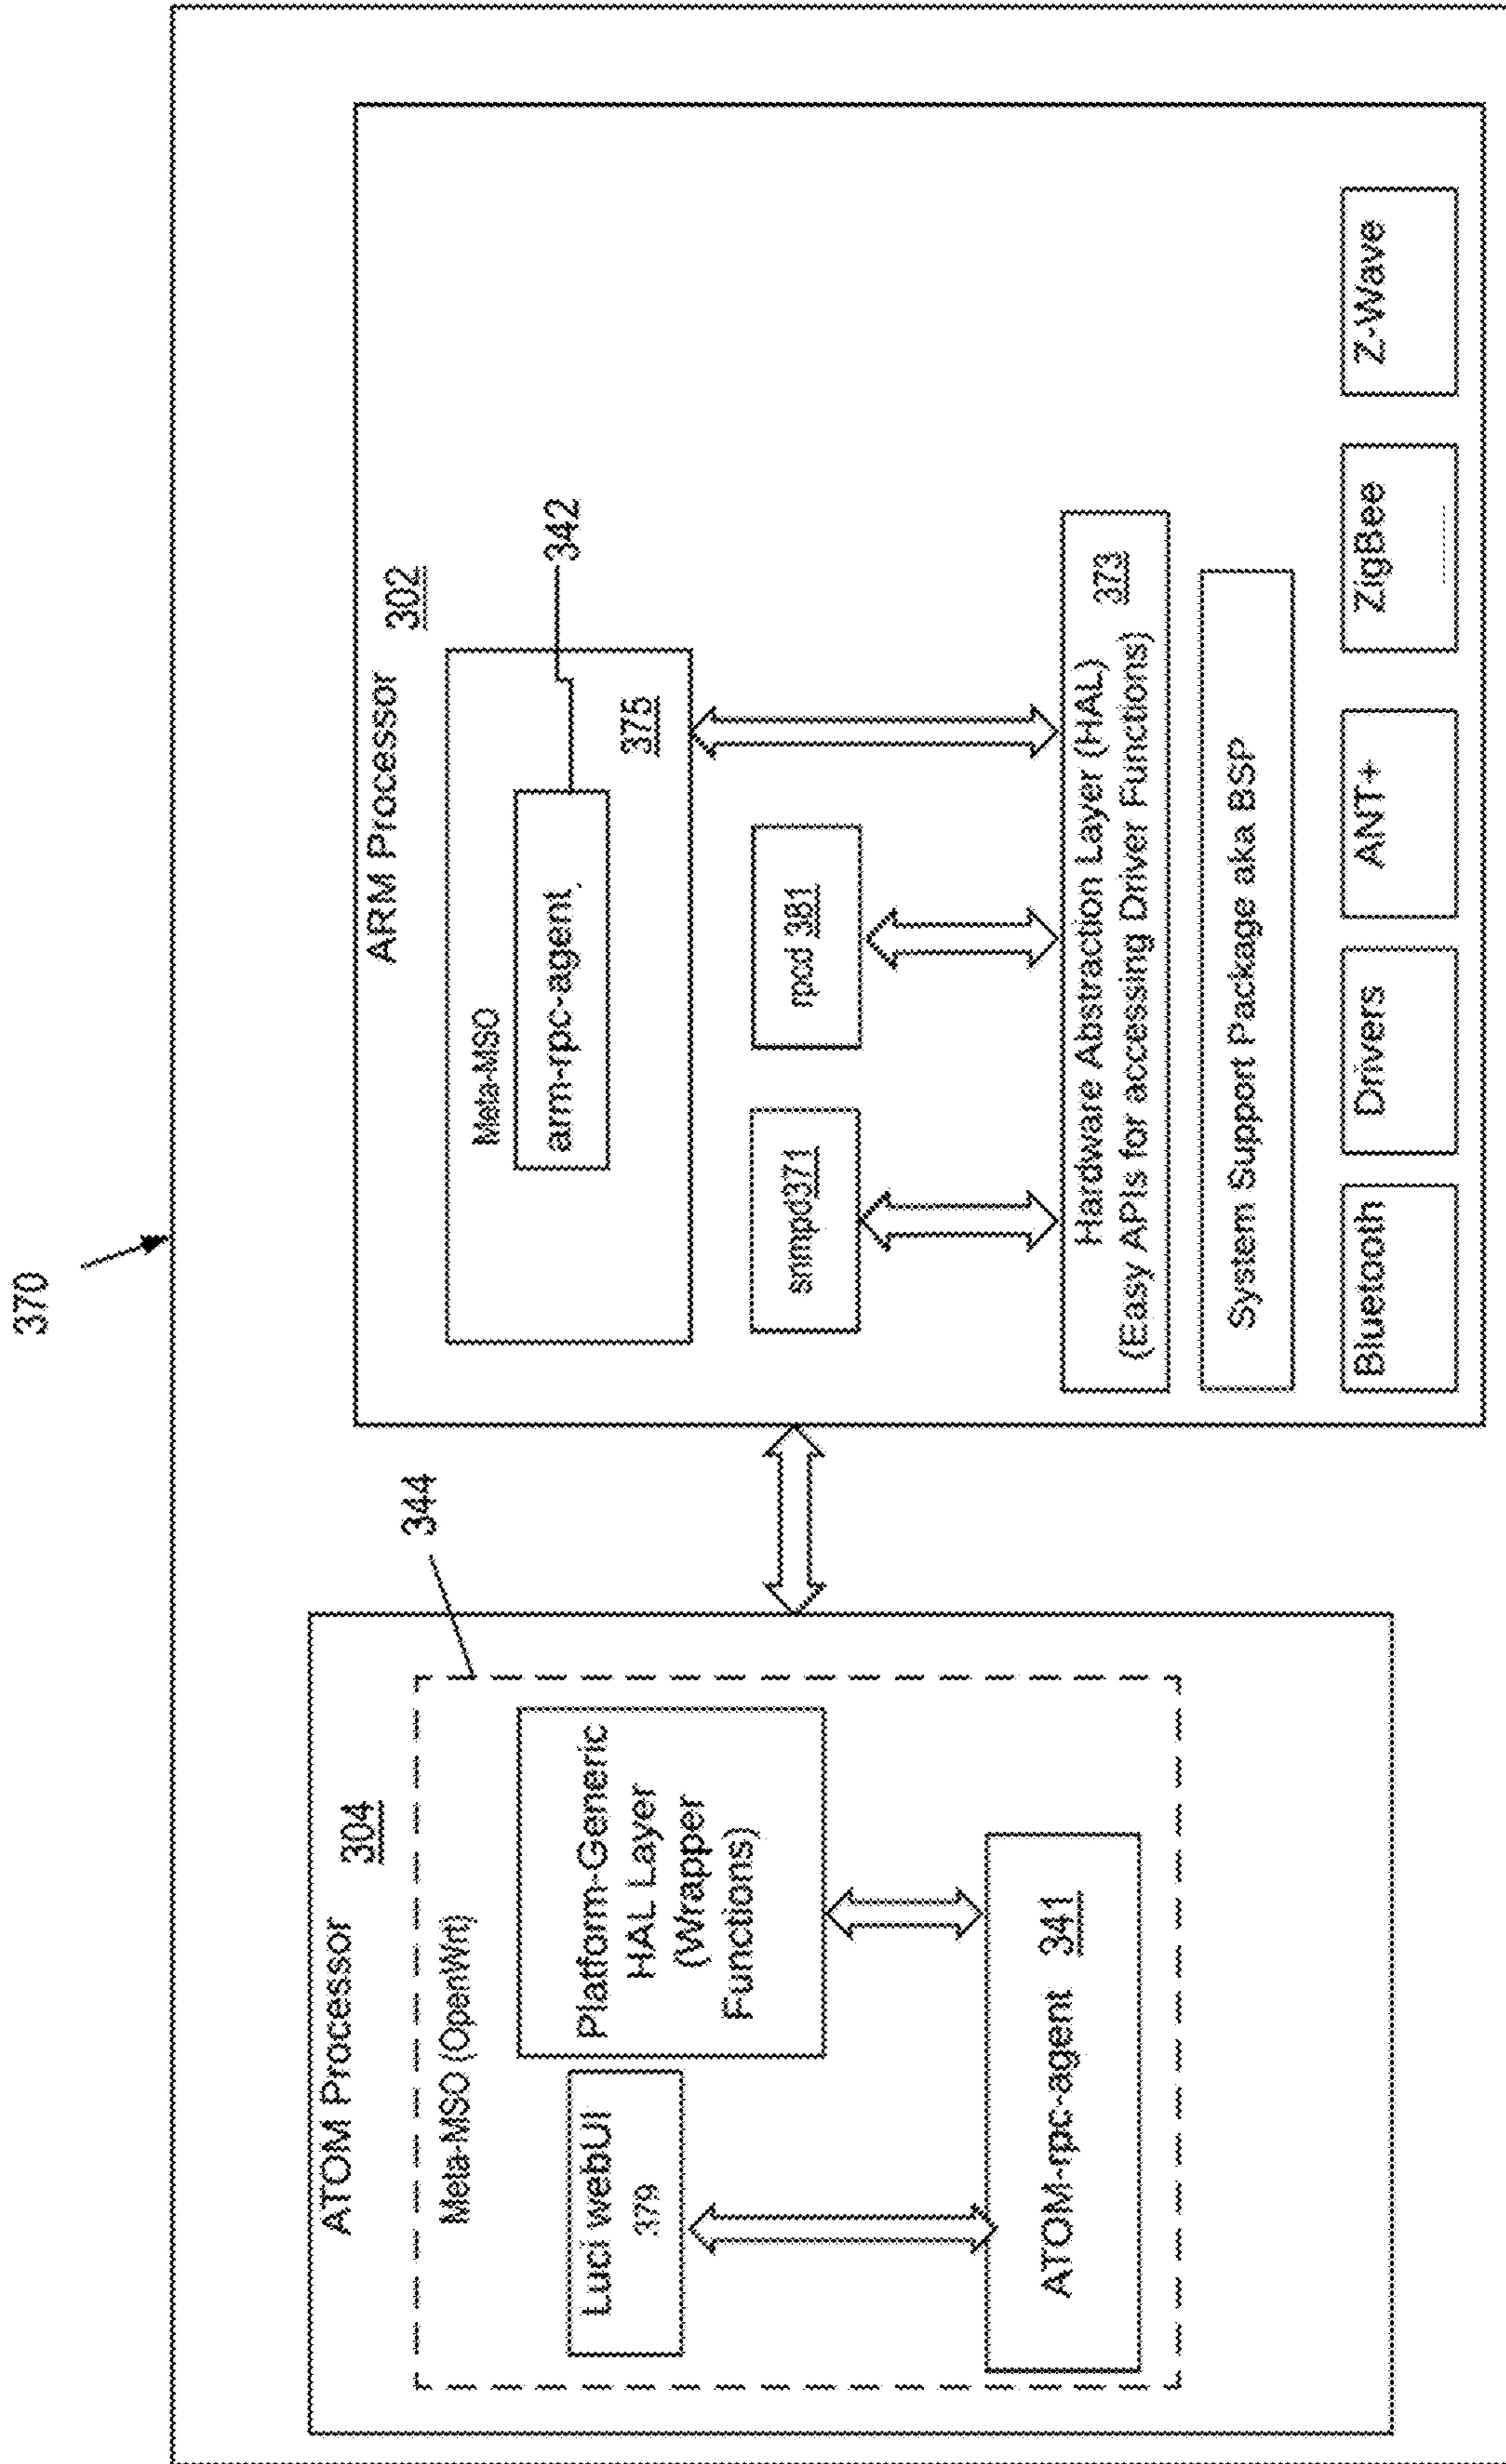 370
ATOM Processor
304
344
Meta-MSO (OpenWrt)
Luci webUI
379
Platform-Generic
HAL Layer
(Wrapper
Functions)
ATOM-rpc-agent 341
ARM Processor
302
Meta-MSO
arm-rpc-agent
342
375
snmpd371
rpcd 381
Hardware Abstraction Layer (HAL)
(Easy APIs for accessing Driver Functions)
373
System Support Package aka BSP
Bluetooth
Drivers
ANT+
ZigBee
Z-Wave